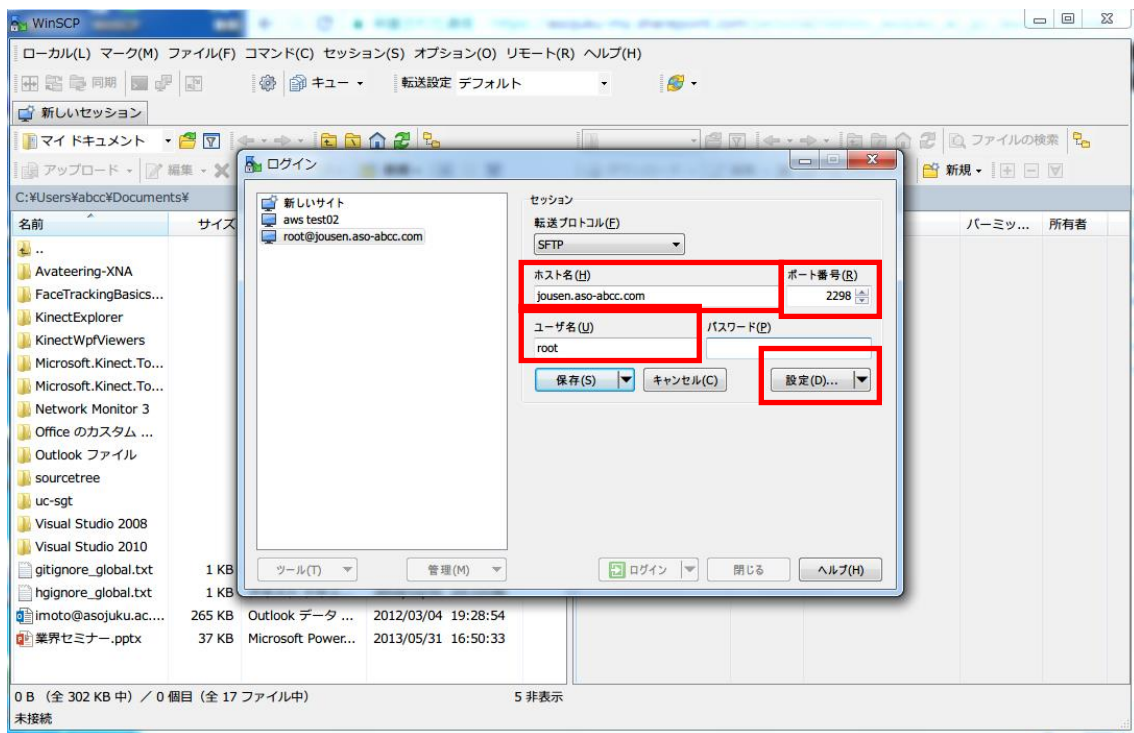 WinSCP
ローカル(L) マーク(M) ファイル(F) コマンド(C) セッション(S) オプション(O) リモート(R) ヘルプ(H)
同期 キュー 転送設定 デフォルト
新しいセッション
マイ ドキュメント ファイルの検索
アップロード 編集 新規
C:¥Users¥abcc¥Documents¥
名前 サイズ パーミッ... 所有者
..
Avateering-XNA
FaceTrackingBasics...
KinectExplorer
KinectWpfViewers
Microsoft.Kinect.To...
Microsoft.Kinect.To...
Network Monitor 3
Office のカスタム ...
Outlook ファイル
sourcetree
uc-sgt
Visual Studio 2008
Visual Studio 2010
gitignore_global.txt 1 KB
hgignore_global.txt 1 KB
imoto@asojuku.ac.... 265 KB Outlook データ ... 2012/03/04 19:28:54
業界セミナー.pptx 37 KB Microsoft Power... 2013/05/31 16:50:33
ログイン
新しいサイト
aws test02
root@jousen.aso-abcc.com
セッション
転送プロトコル(F)
SFTP
ホスト名(H) ポート番号(R)
jousen.aso-abcc.com 2298
ユーザ名(U) パスワード(P)
root
保存(S) キャンセル(C) 設定(D)...
ツール(T) 管理(M) ログイン 閉じる ヘルプ(H)
0 B （全 302 KB 中）／ 0 個目（全 17 ファイル中） 5 非表示
未接続